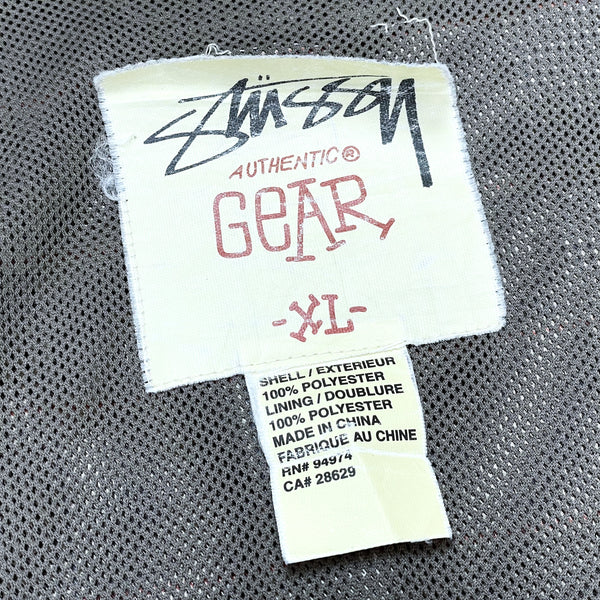 Stüssy
AUTHENTIC®
GEAR
-XL-
SHELL / EXTERIEUR
100% POLYESTER
LINING / DOUBLURE
100% POLYESTER
MADE IN CHINA
FABRIQUE AU CHINE
RN# 94974
CA# 28629